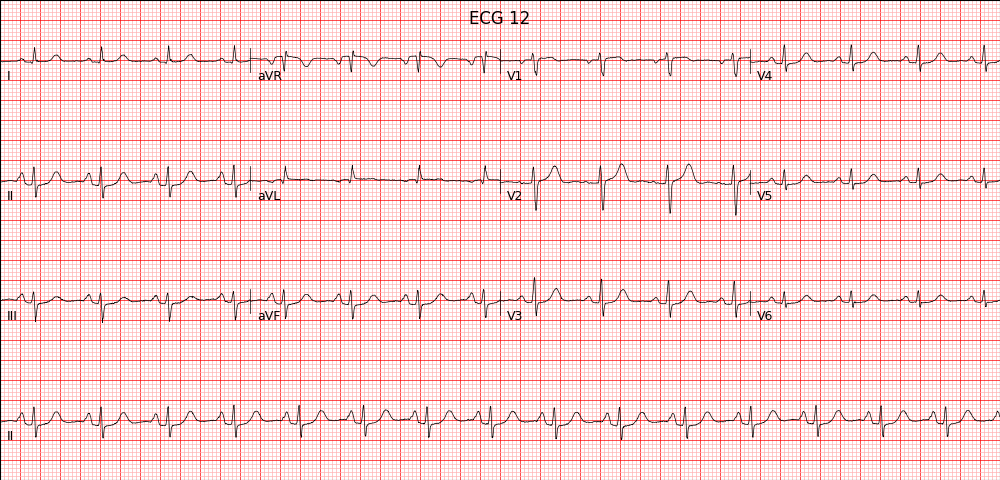 ECG 12
I aVR V1 V4
II aVL V2 V5
III aVF V3 V6
II